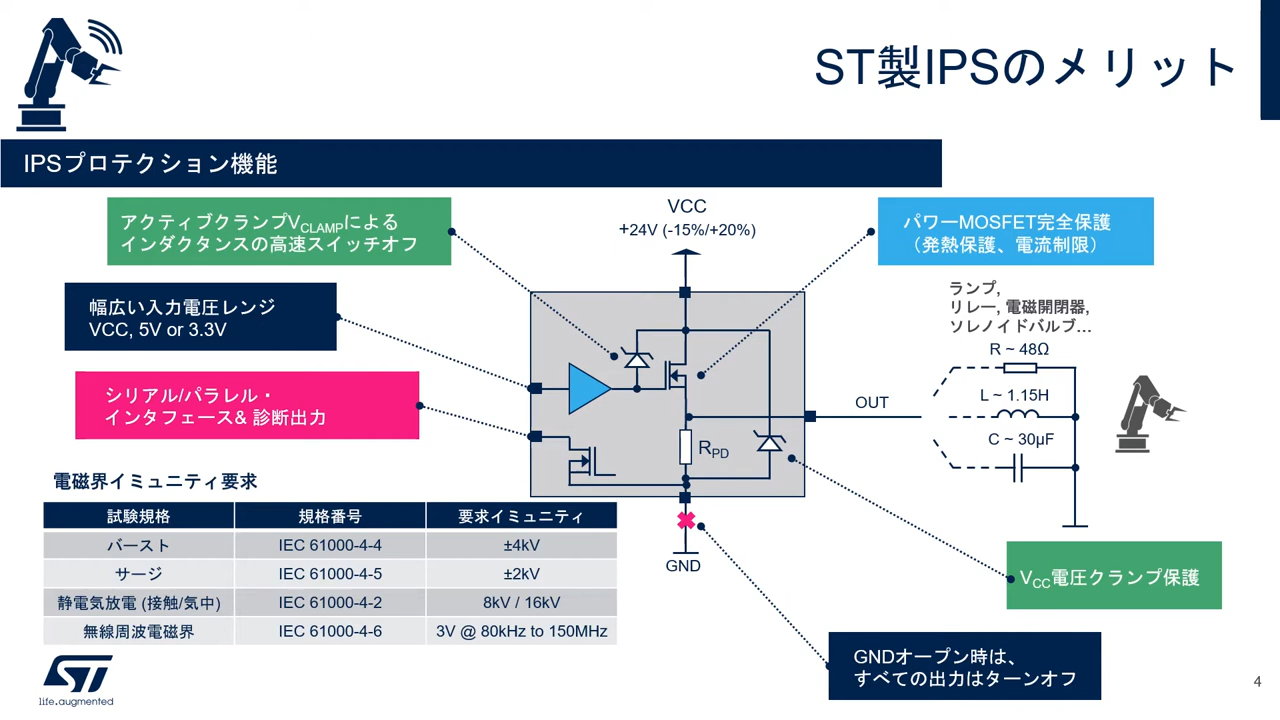 ST製IPSのメリット
IPSプロテクション機能
アクティブクランプVCLAMPによる
インダクタンスの高速スイッチオフ
幅広い入力電圧レンジ
VCC, 5V or 3.3V
シリアル/パラレル・
インタフェース& 診断出力
VCC
+24V (-15%/+20%)
パワーMOSFET完全保護
（発熱保護、電流制限）
ランプ,
リレー, 電磁開閉器,
ソレノイドバルブ...
R ~ 48Ω
L ~ 1.15H
C ~ 30μF
OUT
RPD
GND
VCC電圧クランプ保護
GNDオープン時は、
すべての出力はターンオフ
電磁界イミュニティ要求
試験規格 規格番号 要求イミュニティ
バースト IEC 61000-4-4 ±4kV
サージ IEC 61000-4-5 ±2kV
静電気放電 (接触/気中) IEC 61000-4-2 8kV / 16kV
無線周波電磁界 IEC 61000-4-6 3V @ 80kHz to 150MHz
ST
life.augmented
4